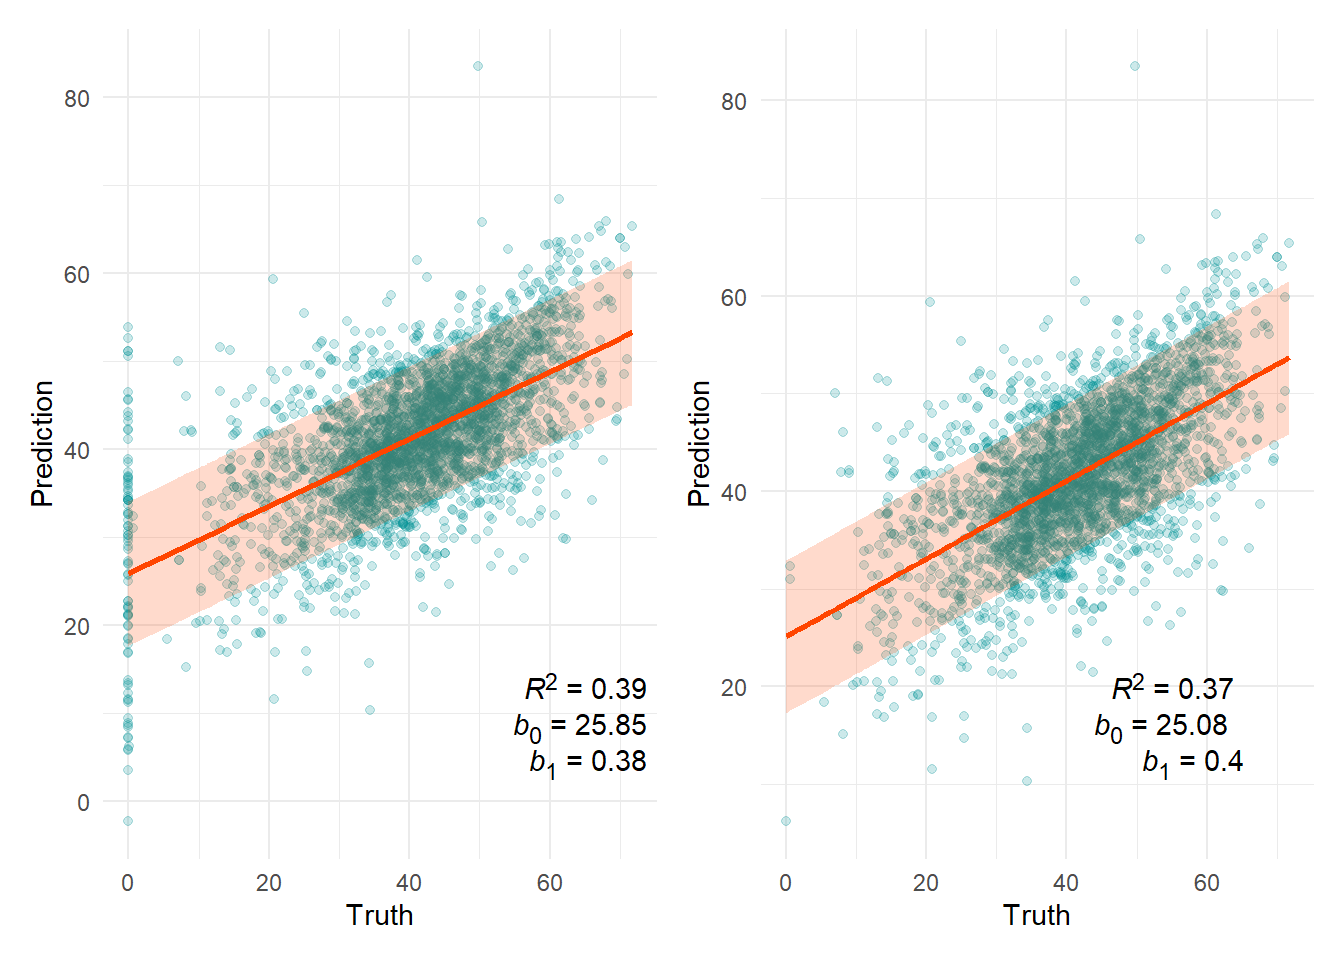 80
60
40
20
0
Prediction
R2 = 0.39
b0 = 25.85
b1 = 0.38
0 20 40 60
Truth
80
60
40
20
Prediction
R2 = 0.37
b0 = 25.08
b1 = 0.4
0 20 40 60
Truth